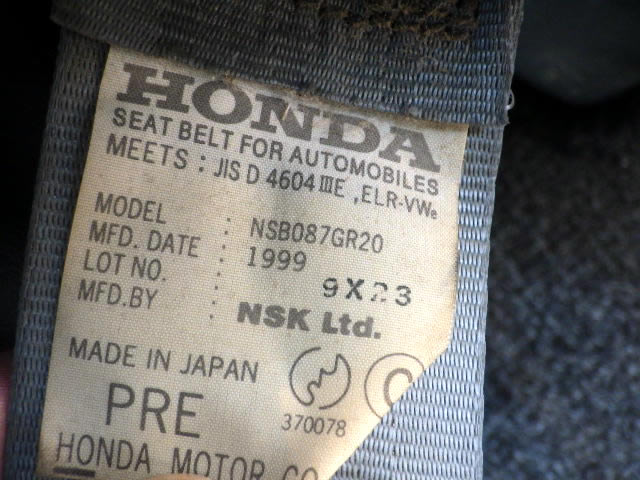 HONDA
SEAT BELT FOR AUTOMOBILES
MEETS : JIS D 4604 ⅢE , ELR-VWe
MODEL : NSB087GR20
MFD. DATE : 1999
LOT NO. : 9X23
MFD.BY : NSK Ltd.
MADE IN JAPAN
PRE
370078
HONDA MOTOR CO